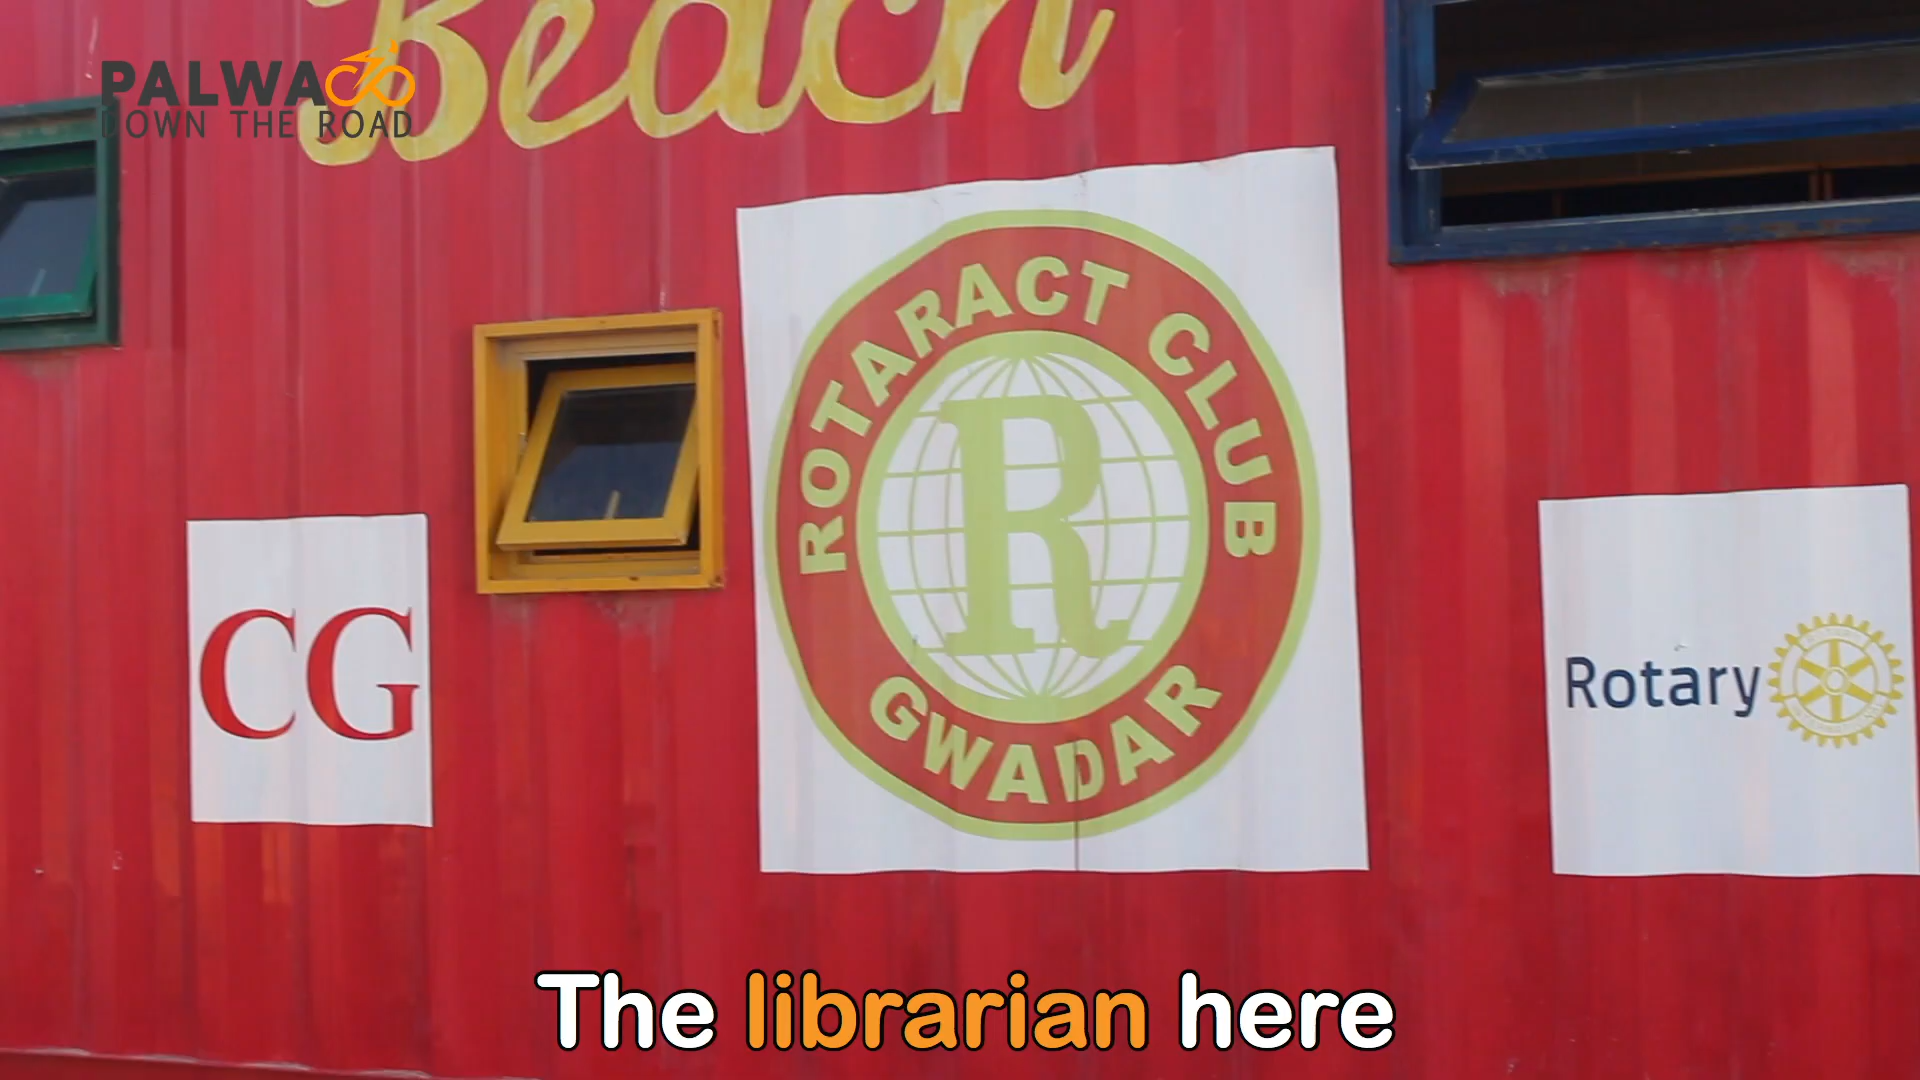 Beach
PALWA
DOWN THE ROAD
ROTARACT CLUB
GWADAR
CG
Rotary
The librarian here